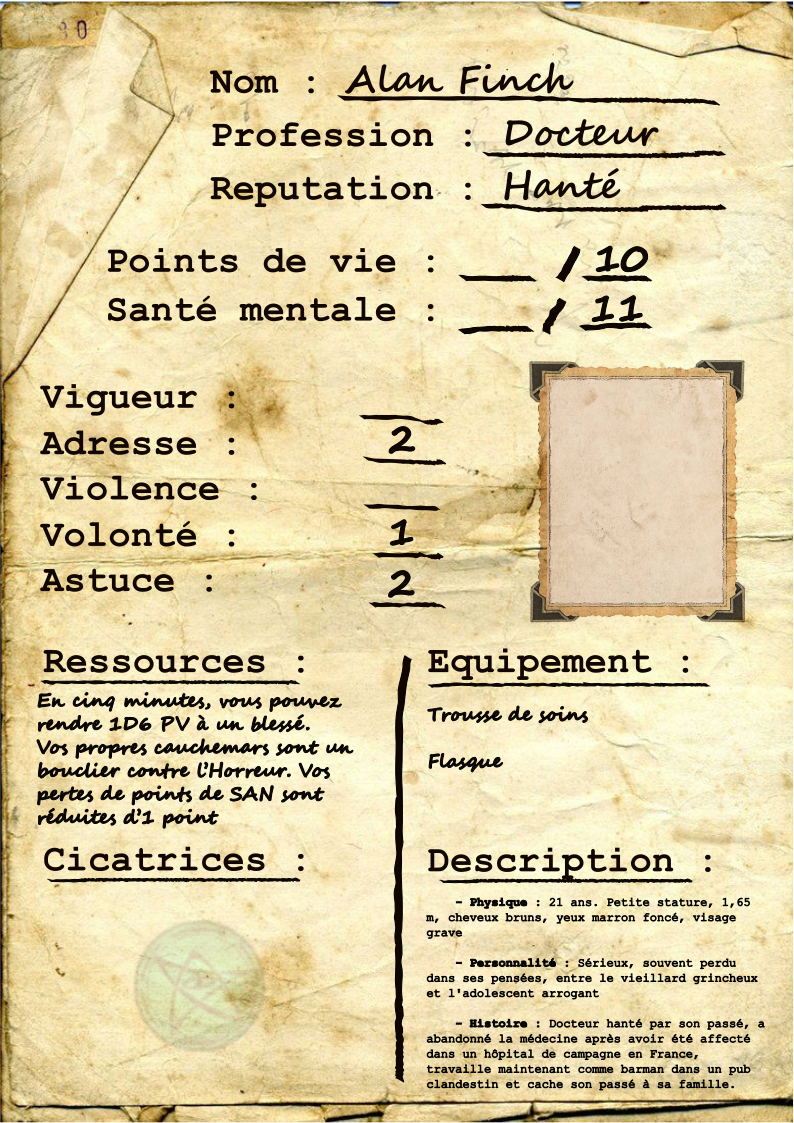 Nom : Alan Finch
Profession : Docteur
Reputation : Hanté
Points de vie : / 10
Santé mentale : / 11
Vigueur :
Adresse : 2
Violence :
Volonté : 1
Astuce : 2
Ressources :
En cinq minutes, vous pouvez
rendre 1D6 PV à un blessé.
Vos propres cauchemars sont un
bouclier contre l'Horreur. Vos
pertes de points de SAN sont
réduites d'1 point
Cicatrices :
Equipement :
Trousse de soins
Flasque
Description :
- Physique : 21 ans. Petite stature, 1,65
m, cheveux bruns, yeux marron foncé, visage
grave
- Personnalité : Sérieux, souvent perdu
dans ses pensées, entre le vieillard grincheux
et l'adolescent arrogant
- Histoire : Docteur hanté par son passé, a
abandonné la médecine après avoir été affecté
dans un hôpital de campagne en France,
travaille maintenant comme barman dans un pub
clandestin et cache son passé à sa famille.